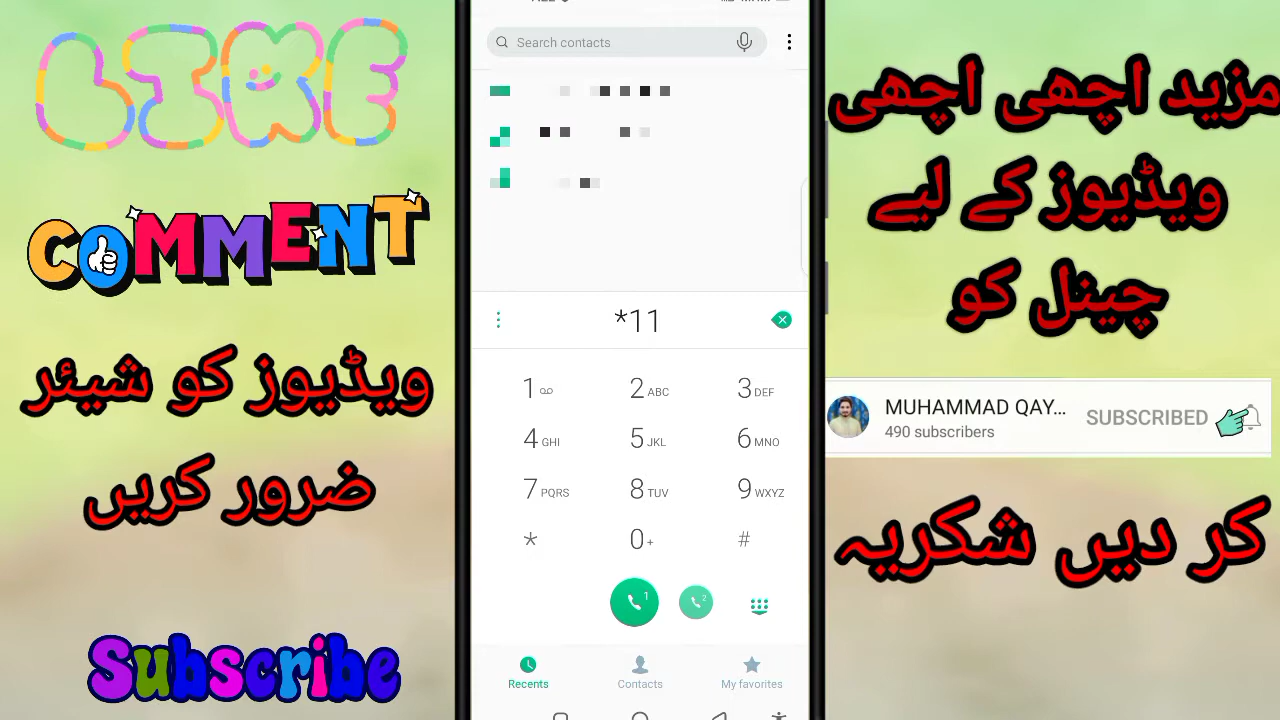 LIKE
COMMENT
ویڈیوز کو شیئر
ضرور کریں
Subscribe
Search contacts
*11
1
2 ABC
3 DEF
4 GHI
5 JKL
6 MNO
7 PQRS
8 TUV
9 WXYZ
*
0 +
#
1
2
Recents
Contacts
My favorites
مزید اچھی اچھی
ویڈیوز کے لیے
چینل کو
MUHAMMAD QAY...
SUBSCRIBED
490 subscribers
کر دیں شکریہ